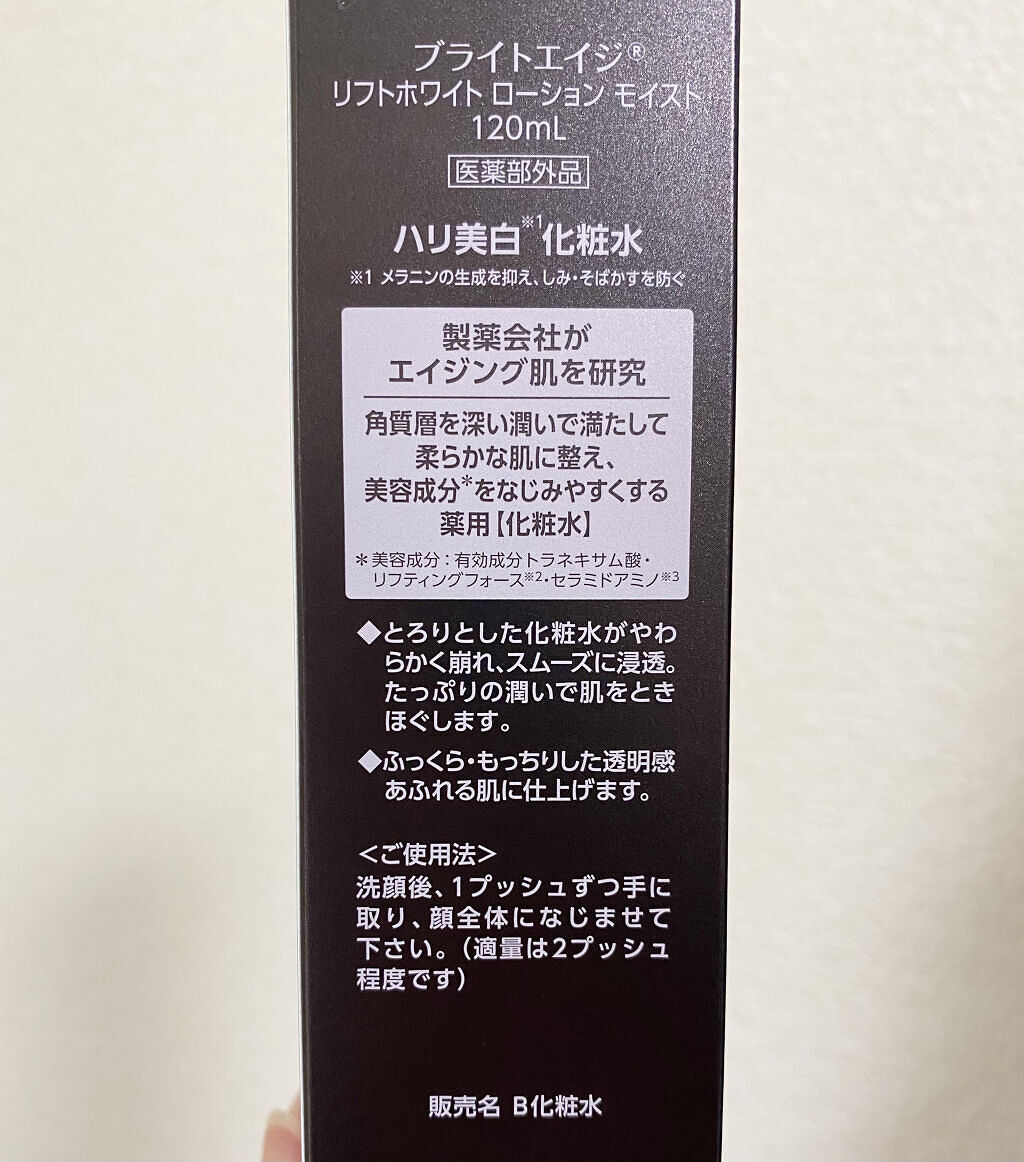 ブライトエイジ®
リフトホワイト ローション モイスト
120mL
医薬部外品
ハリ美白※1化粧水
※1 メラニンの生成を抑え、しみ・そばかすを防ぐ
製薬会社が
エイジング肌を研究
角質層を深い潤いで満たして
柔らかな肌に整え、
美容成分*をなじみやすくする
薬用【化粧水】
*美容成分：有効成分トラネキサム酸・
リフティングフォース※2・セラミドアミノ※3
◆とろりとした化粧水がやわ
らかく崩れ、スムーズに浸透。
たっぷりの潤いで肌をとき
ほぐします。
◆ふっくら・もっちりした透明感
あふれる肌に仕上げます。
＜ご使用法＞
洗顔後、1プッシュずつ手に
取り、顔全体になじませて
下さい。（適量は2プッシュ
程度です）
販売名 B化粧水